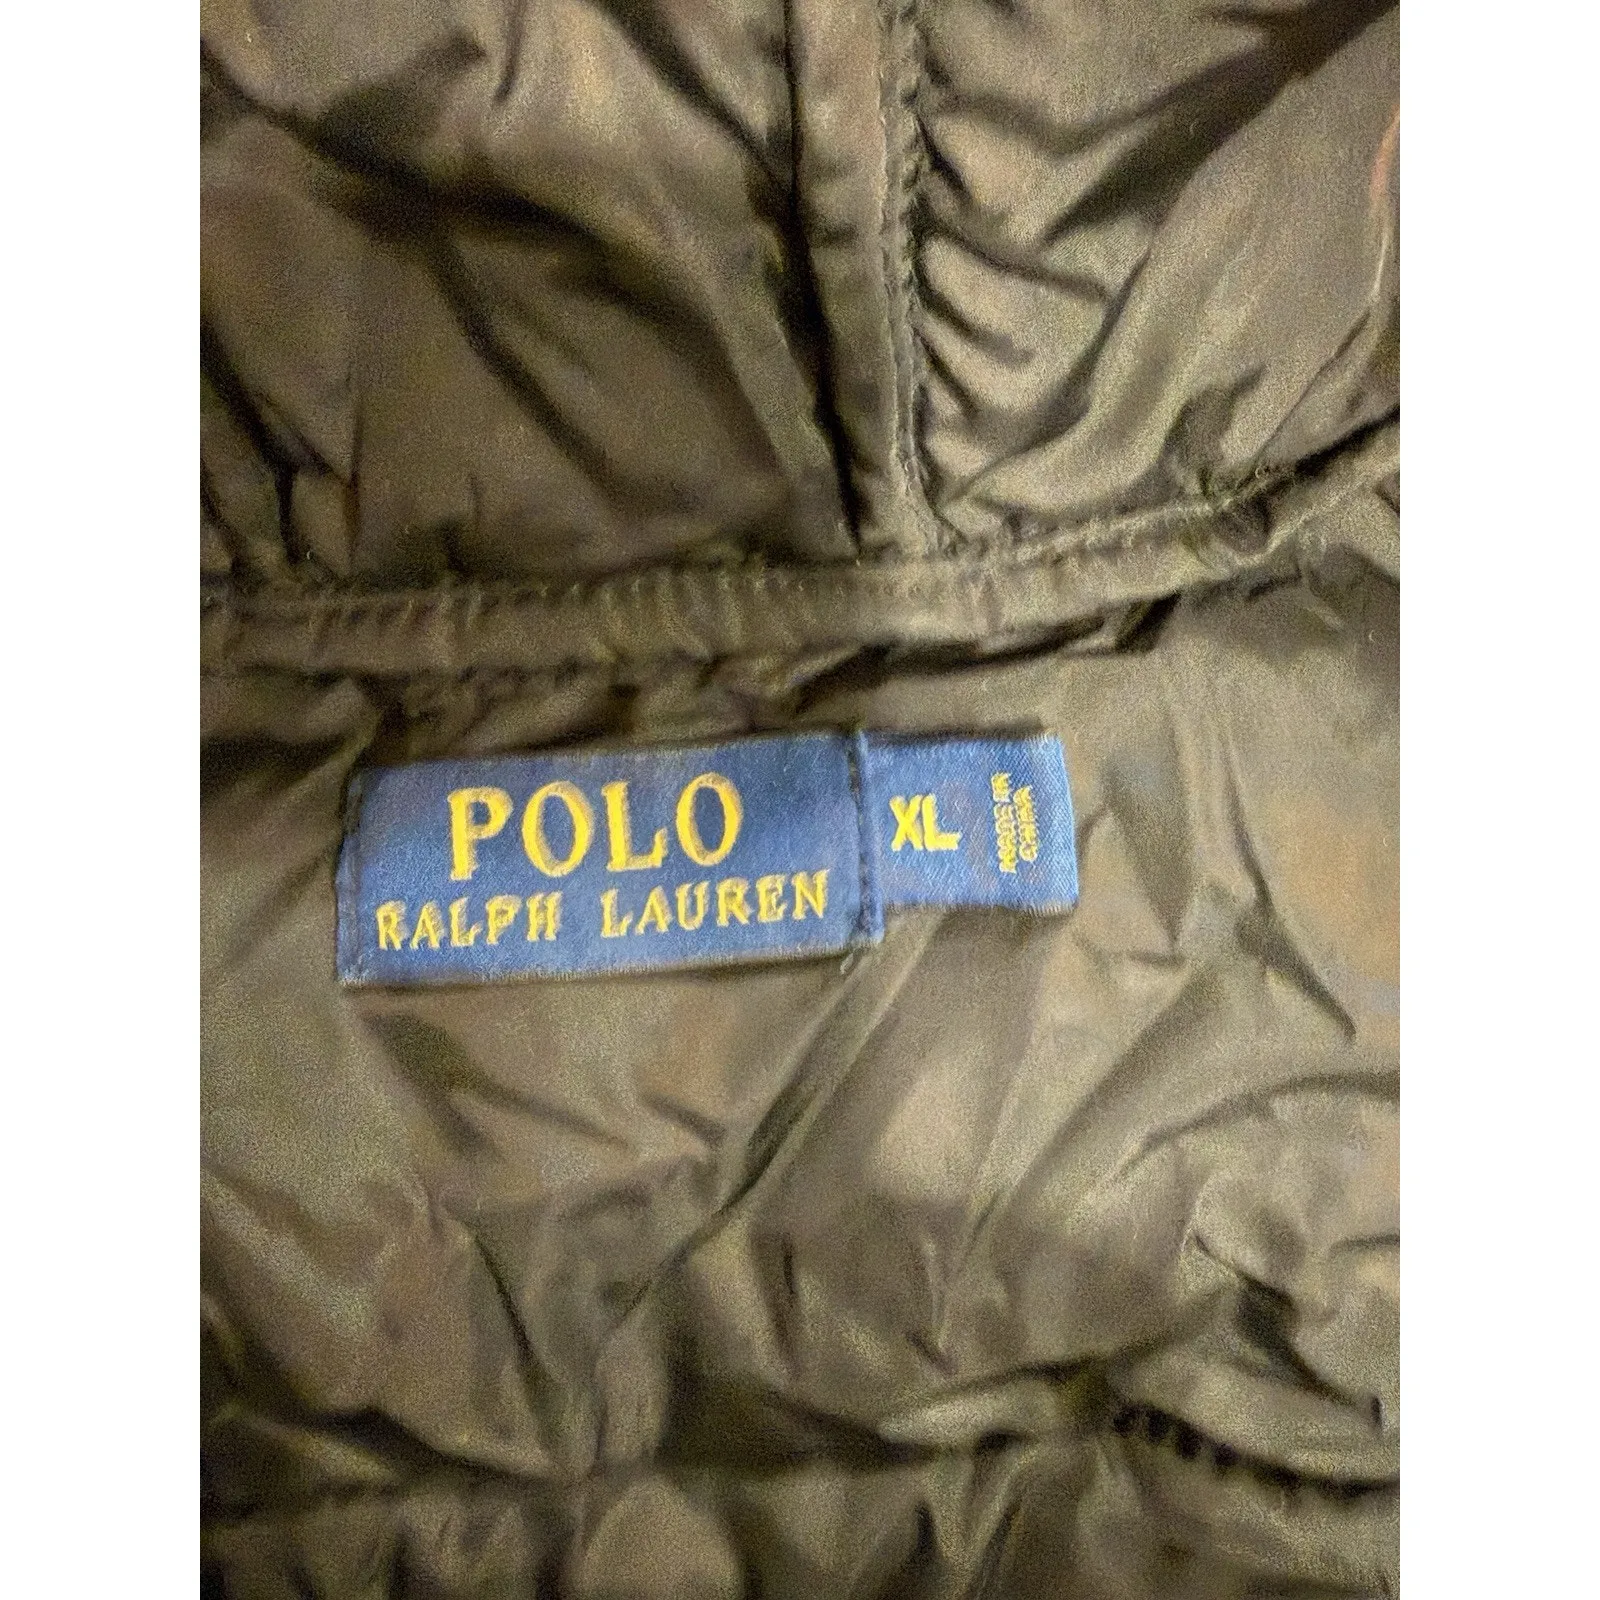 POLO
RALPH LAUREN
XL
MADE IN
CHINA